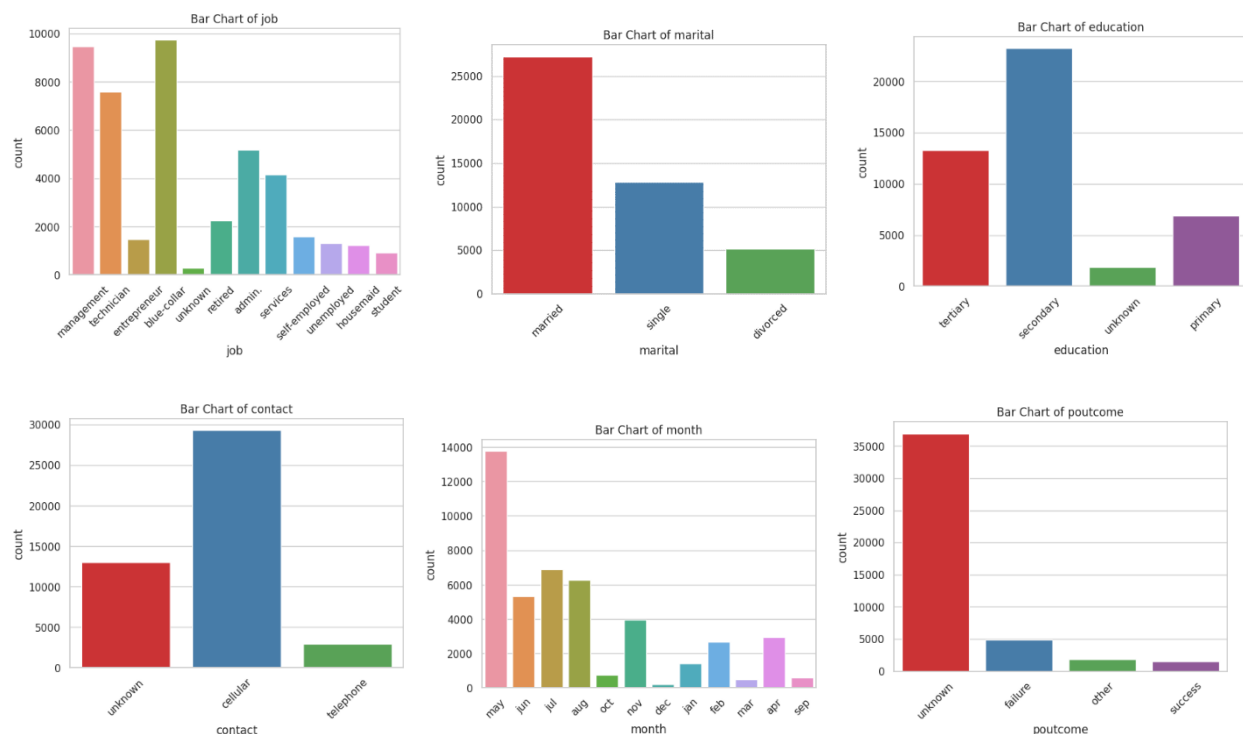 Bar Chart of job
10000
8000
6000
4000
2000
0
count
management
technician
entrepreneur
blue-collar
unknown
retired
admin.
services
self-employed
unemployed
housemaid
student
job
Bar Chart of marital
25000
20000
15000
10000
5000
0
count
married
single
divorced
marital
Bar Chart of education
20000
15000
10000
5000
0
count
tertiary
secondary
unknown
primary
education
Bar Chart of contact
30000
25000
20000
15000
10000
5000
0
count
unknown
cellular
telephone
contact
Bar Chart of month
14000
12000
10000
8000
6000
4000
2000
0
count
may
jun
jul
aug
oct
nov
dec
jan
feb
mar
apr
sep
month
Bar Chart of poutcome
35000
30000
25000
20000
15000
10000
5000
0
count
unknown
failure
other
success
poutcome